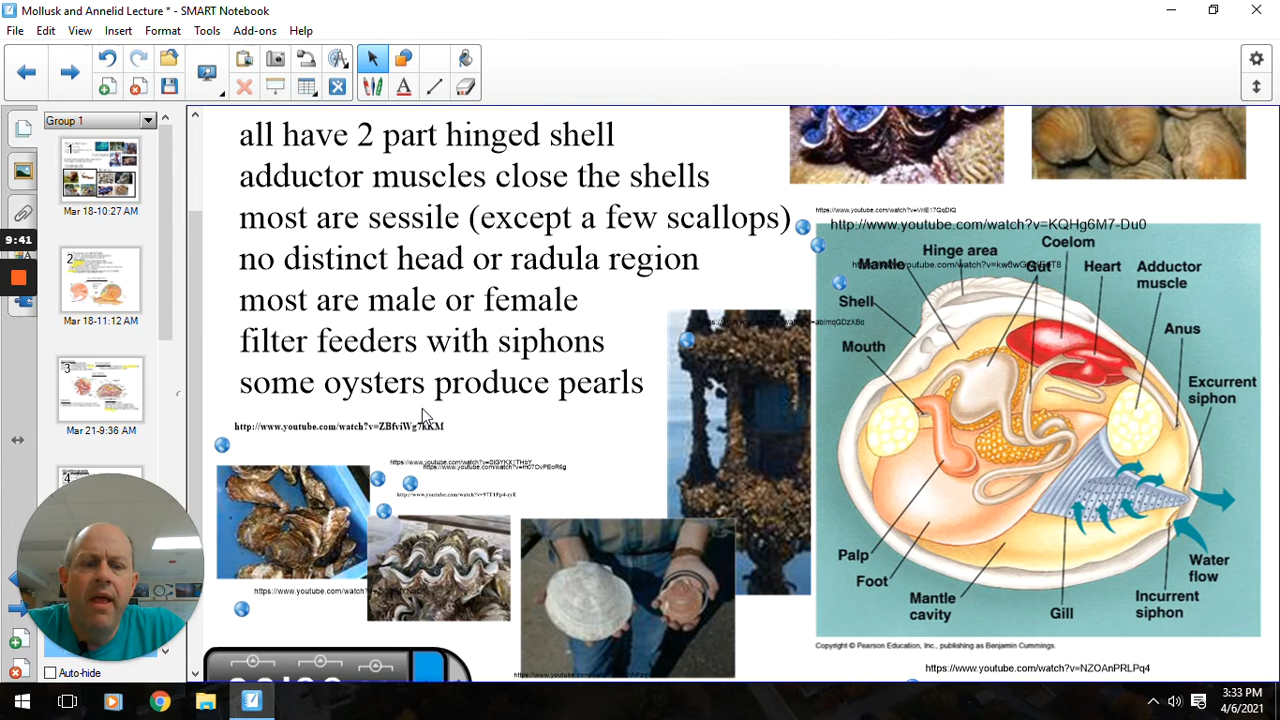 Mollusk and Annelid Lecture * - SMART Notebook
File Edit View Insert Format Tools Add-ons Help
Group 1
1
Mar 18-10:27 AM
2
Mar 18-11:12 AM
3
Mar 21-9:36 AM
4
9:41
Auto-hide
all have 2 part hinged shell
adductor muscles close the shells
most are sessile (except a few scallops)
no distinct head or radula region
most are male or female
filter feeders with siphons
some oysters produce pearls
http://www.youtube.com/watch?v=KQHg6M7-Du0
Hinge area
Coelom
Mantle
Gut
Heart
Adductor
muscle
Shell
Anus
Mouth
Excurrent
siphon
Palp
Foot
Mantle
cavity
Gill
Incurrent
siphon
Water
flow
Copyright © Pearson Education, Inc., publishing as Benjamin Cummings.
https://www.youtube.com/watch?v=NZOAnPRLPq4
3:33 PM
4/6/2021